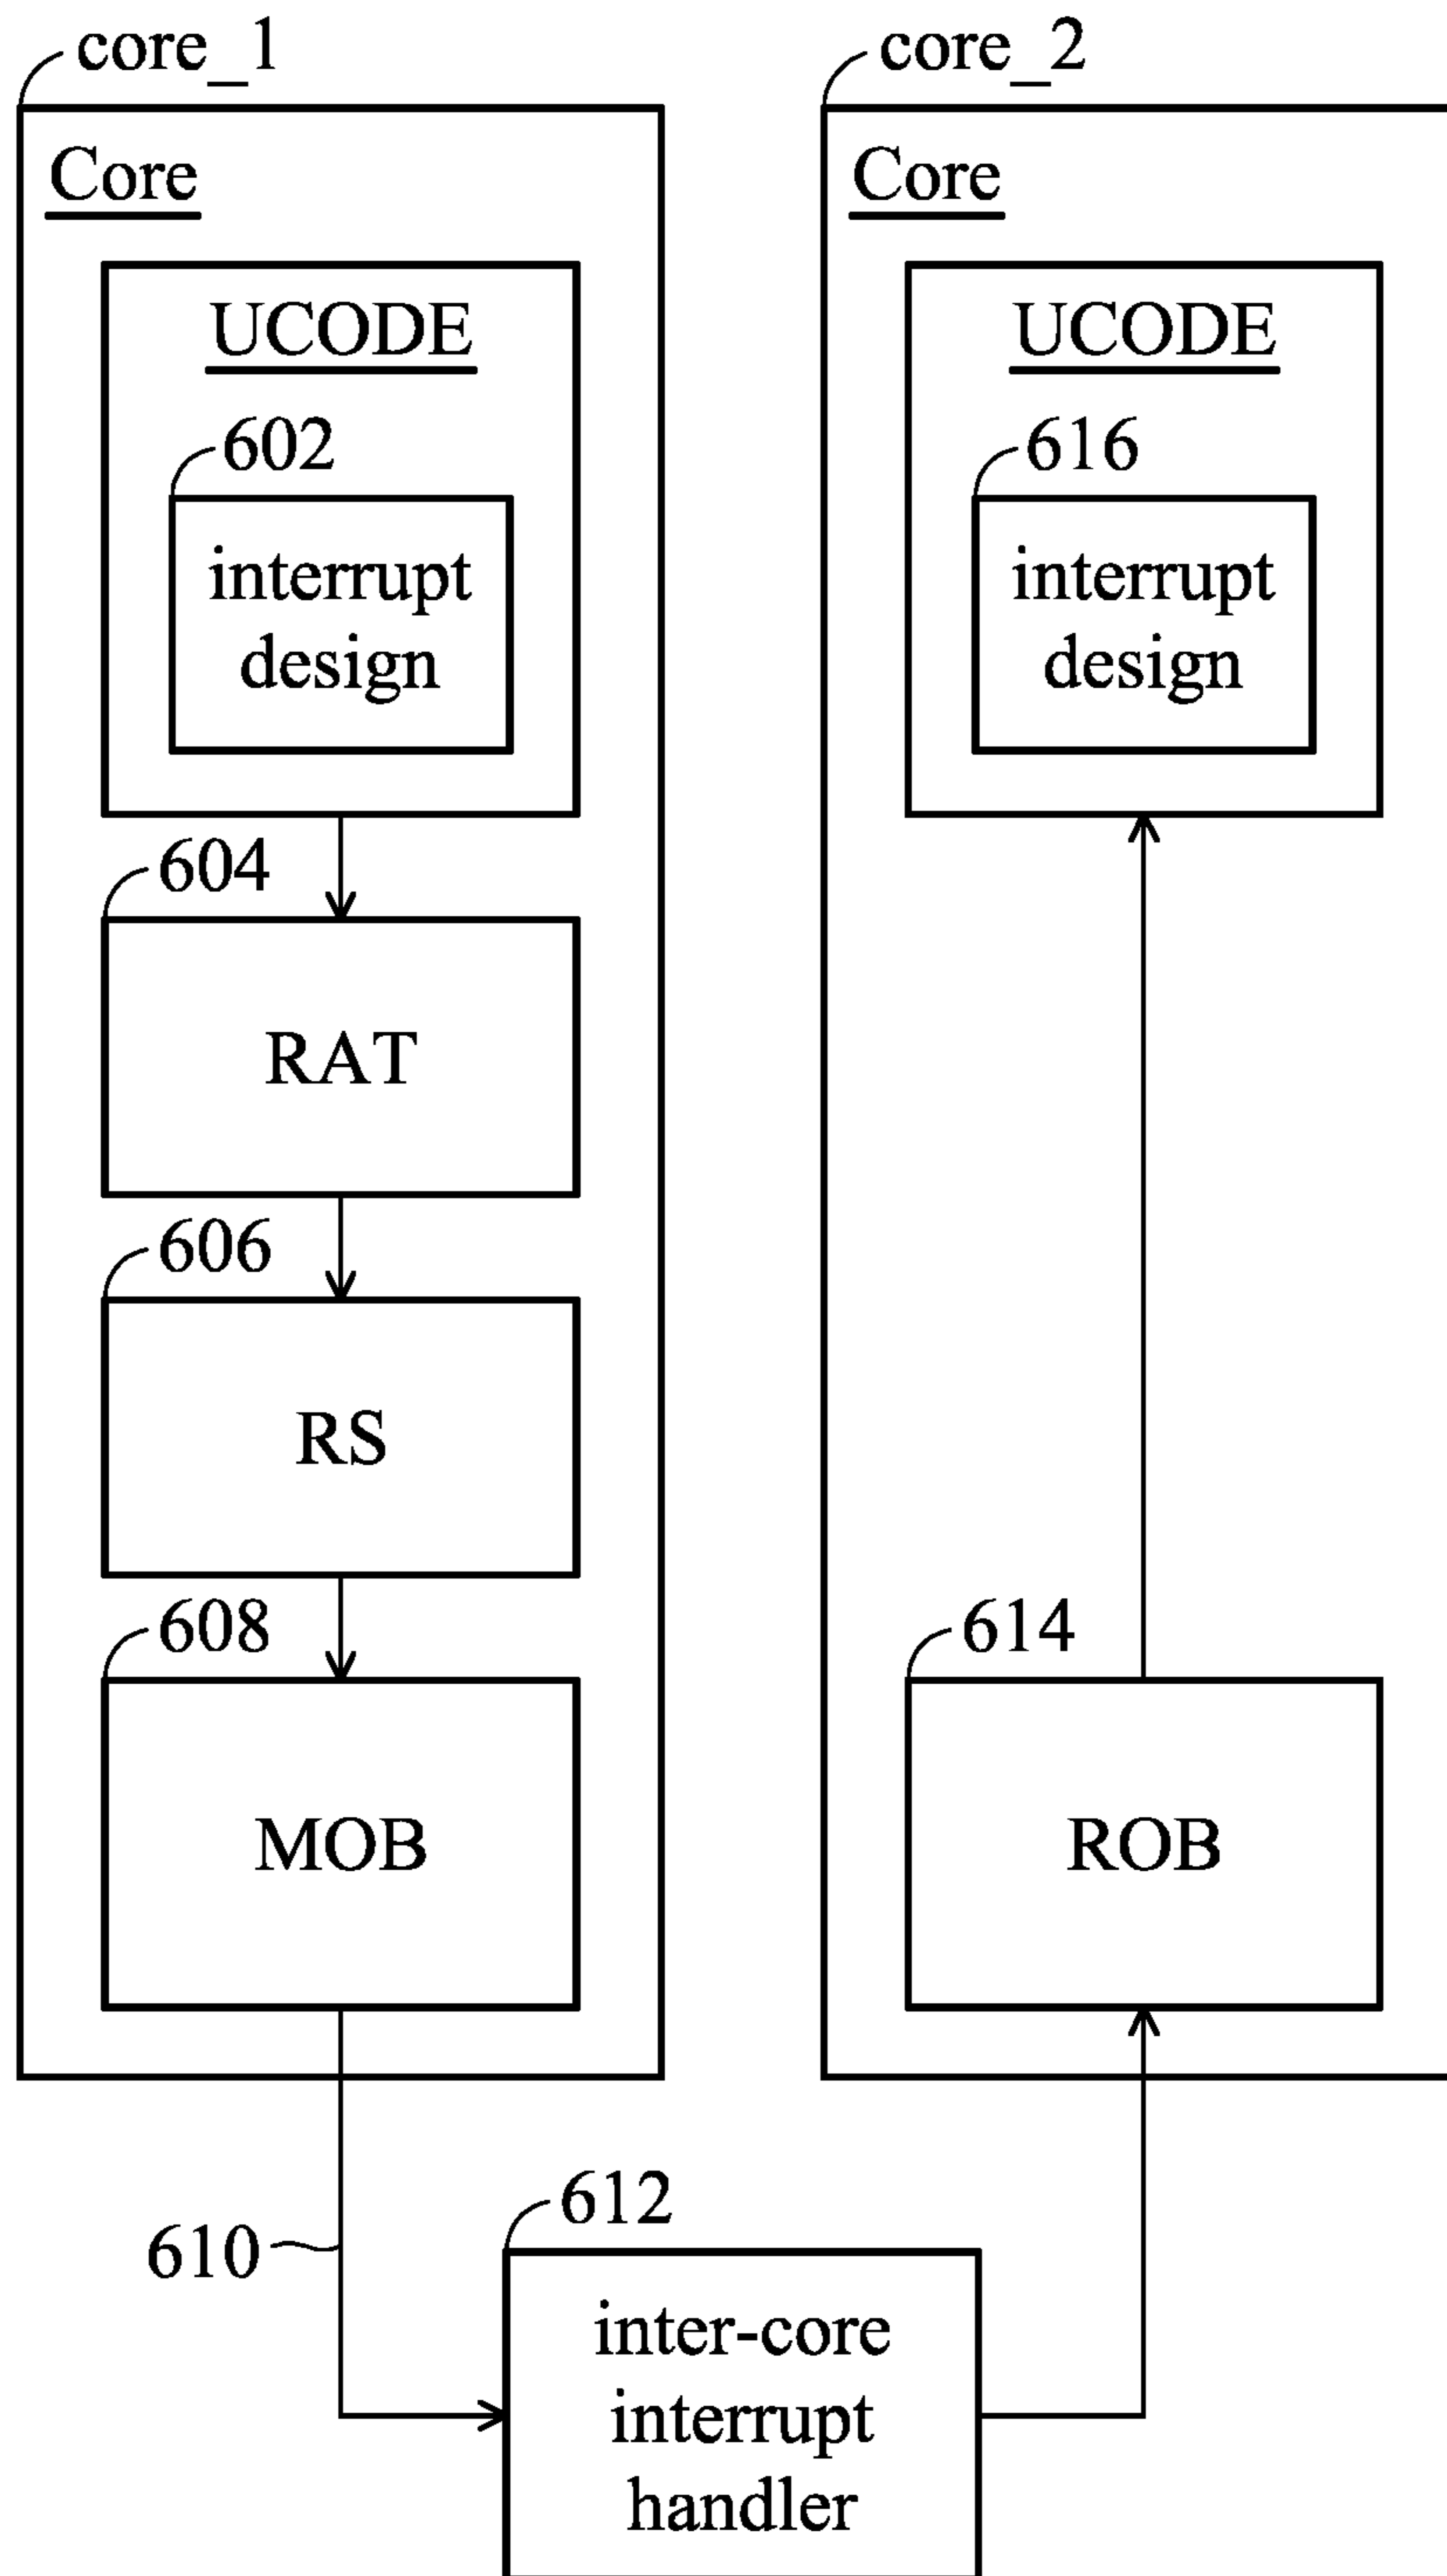 core_1
Core
UCODE
602
interrupt
design
604
RAT
606
RS
608
MOB
610
612
inter-core
interrupt
handler
core_2
Core
UCODE
616
interrupt
design
614
ROB